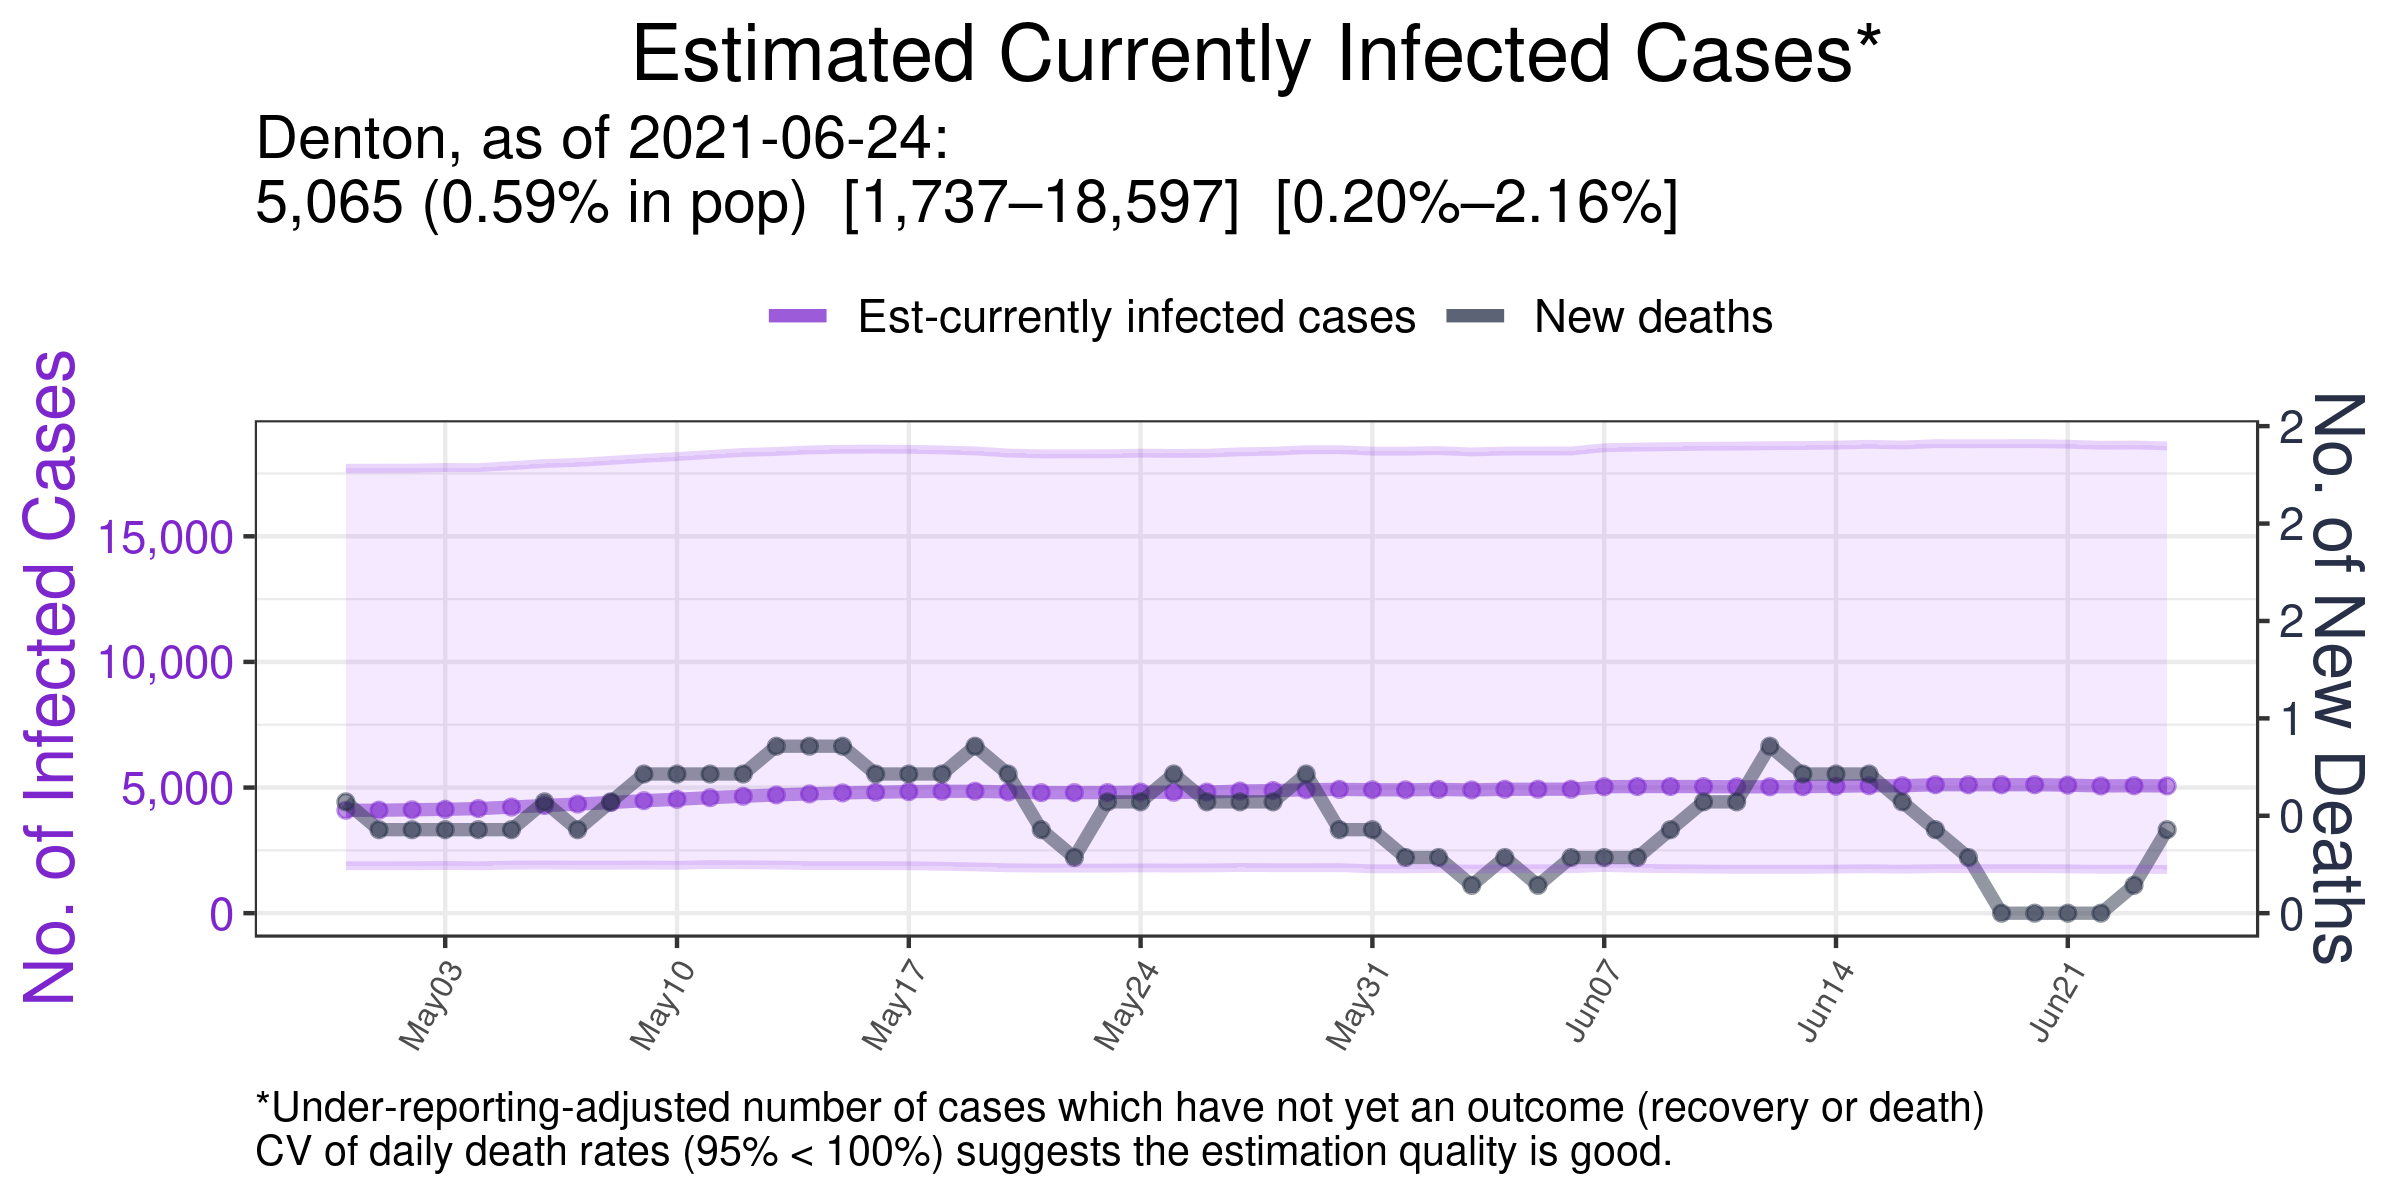 Estimated Currently Infected Cases*
Denton, as of 2021-06-24:
5,065 (0.59% in pop)  [1,737–18,597]  [0.20%–2.16%]
Est-currently infected cases
New deaths
No. of Infected Cases
15,000
10,000
5,000
0
2
2
2
1
0
0
No. of New Deaths
May03
May10
May17
May24
May31
Jun07
Jun14
Jun21
*Under-reporting-adjusted number of cases which have not yet an outcome (recovery or death)
CV of daily death rates (95% < 100%) suggests the estimation quality is good.